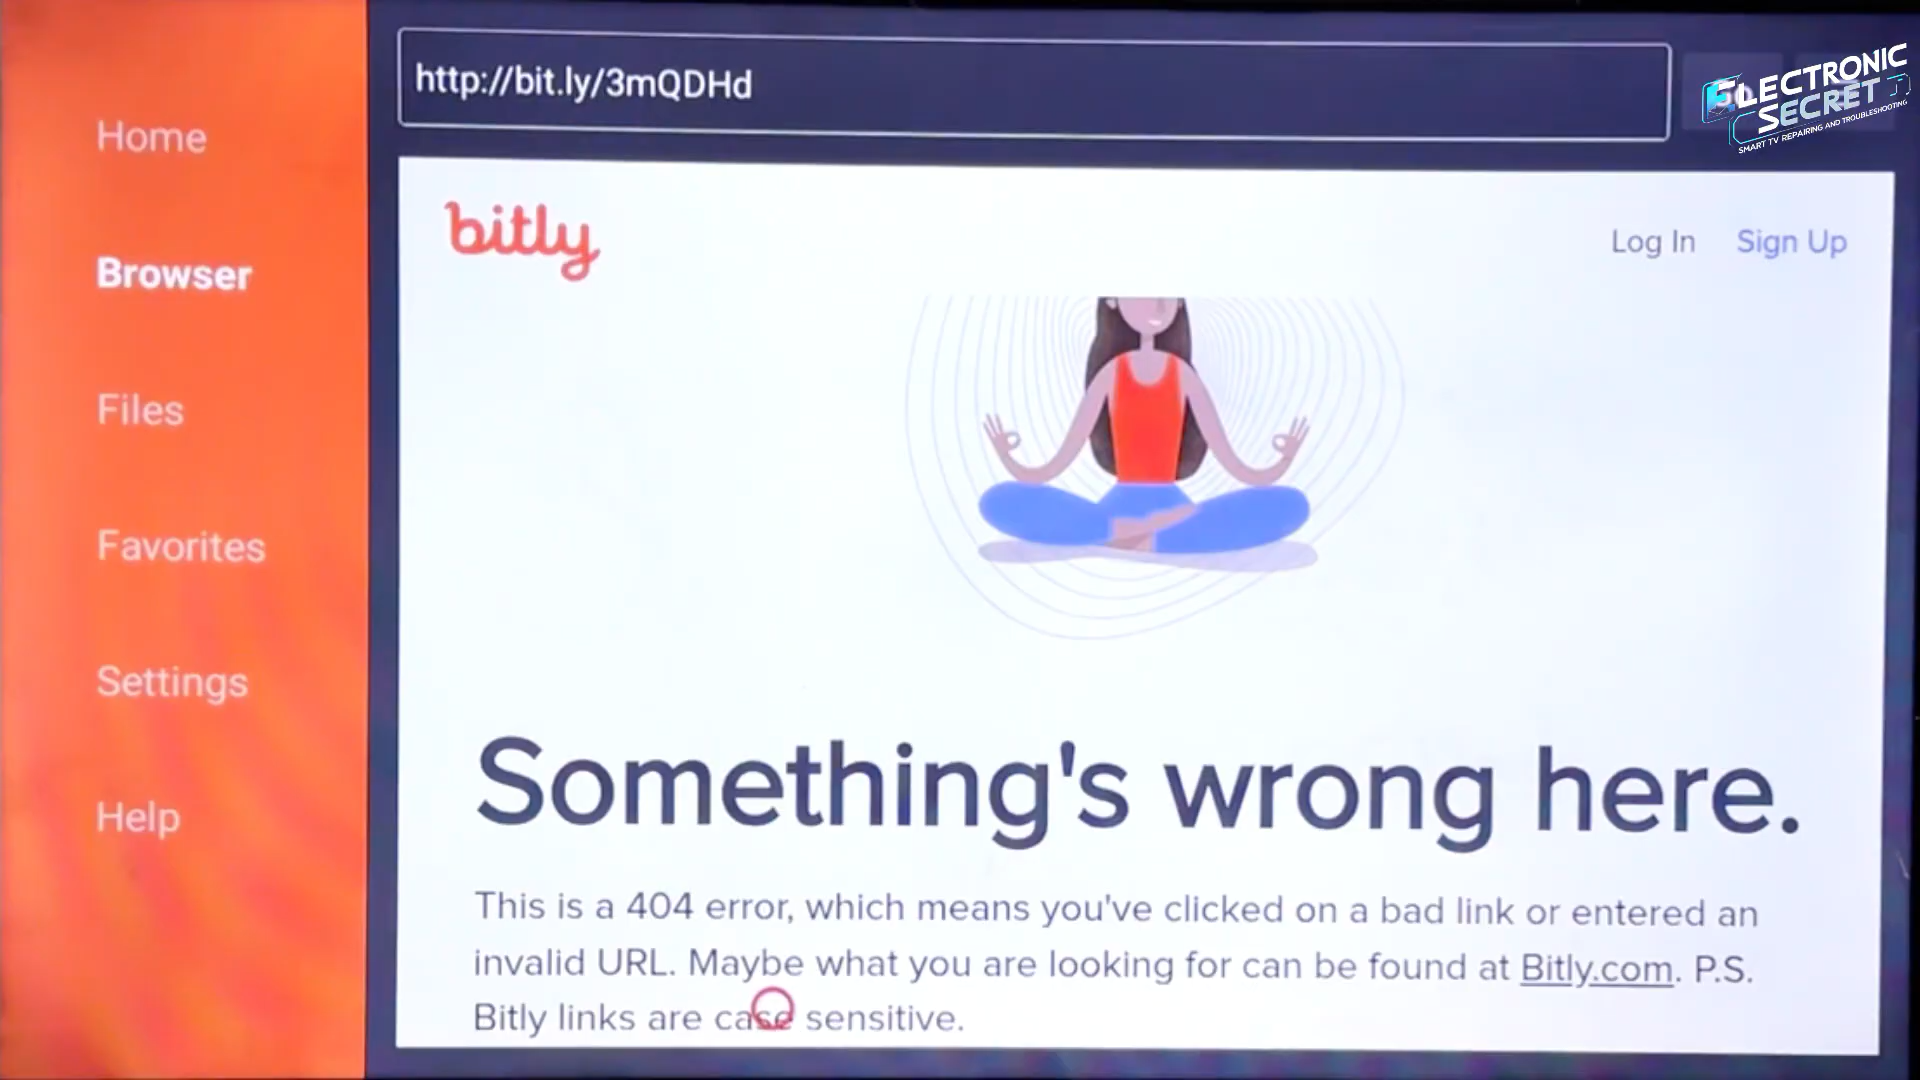 http://bit.ly/3mQDHd
ELECTRONIC
SECRET
SMART TV REPAIRING AND TROUBLESHOOTING
Home
Browser
Files
Favorites
Settings
Help
bitly
Log In
Sign Up
Something's wrong here.
This is a 404 error, which means you've clicked on a bad link or entered an
invalid URL. Maybe what you are looking for can be found at Bitly.com. P.S.
Bitly links are case sensitive.